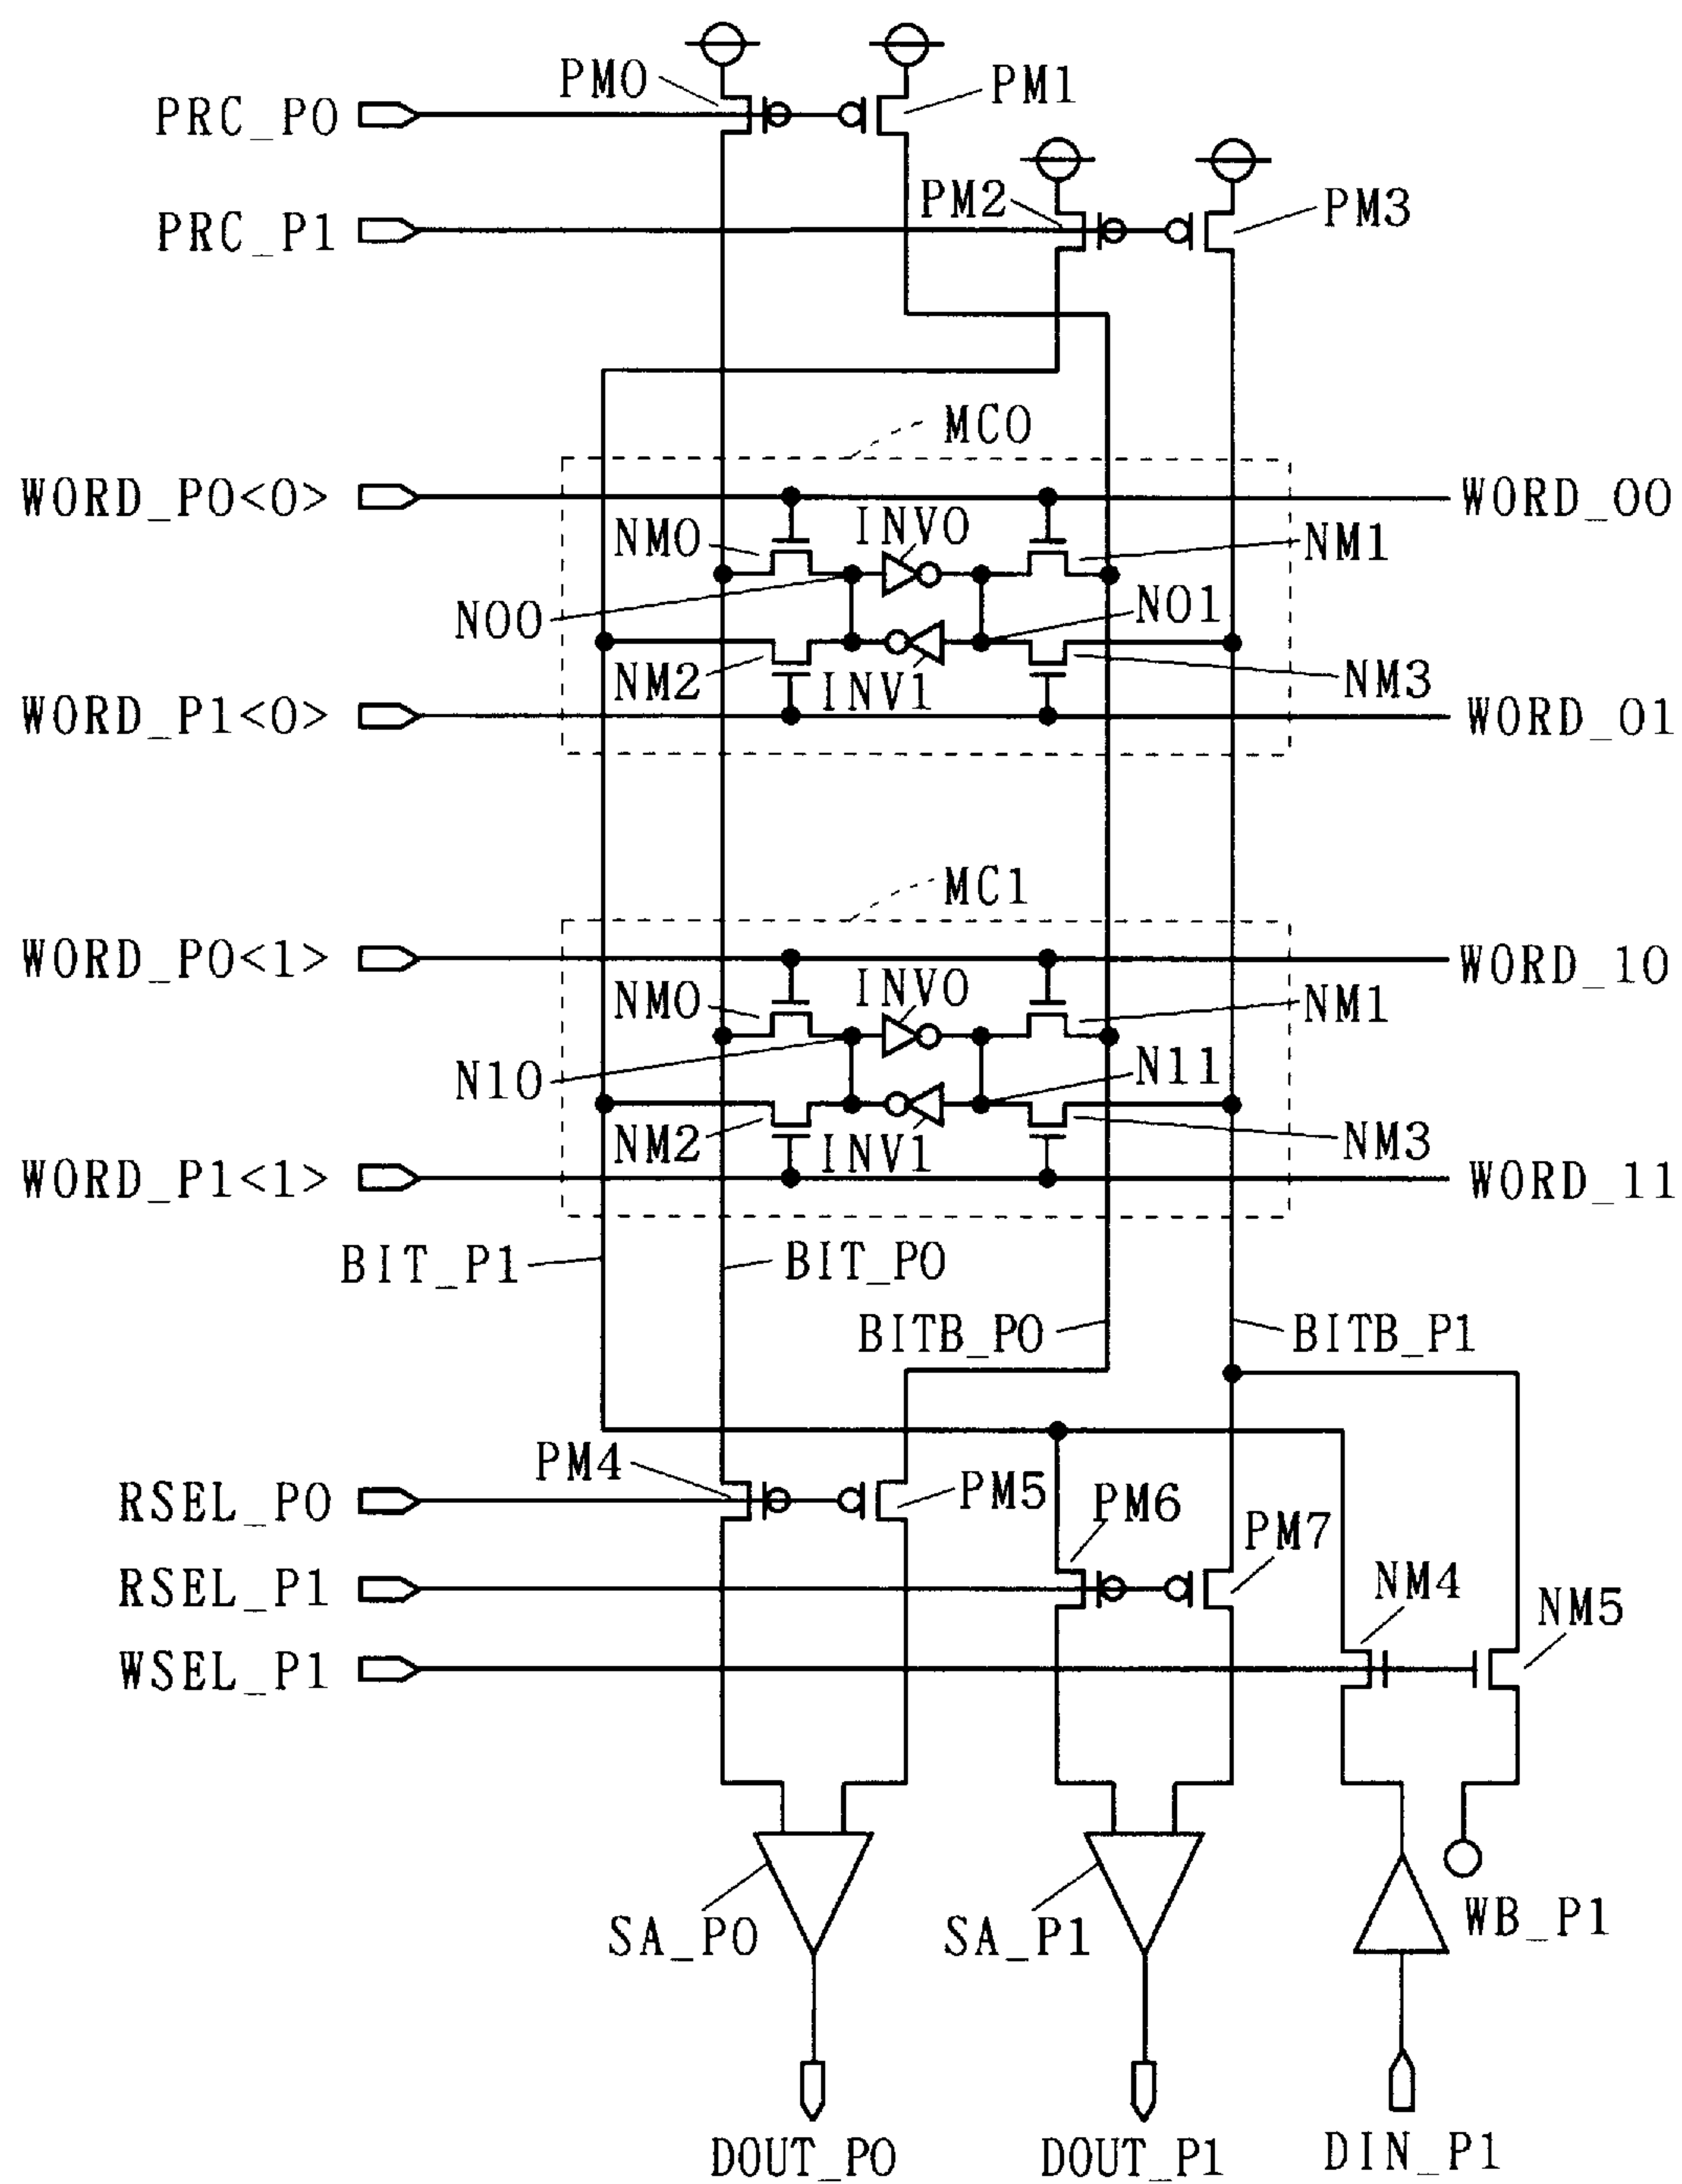 PM0
PM1
PRC_P0
PM2
PM3
PRC_P1
MC0
WORD_P0<0>
WORD_00
NM0
INV0
NM1
N00
N01
NM2
INV1
NM3
WORD_P1<0>
WORD_01
MC1
WORD_P0<1>
WORD_10
NM0
INV0
NM1
N10
N11
NM2
INV1
NM3
WORD_P1<1>
WORD_11
BIT_P1
BIT_P0
BITB_P0
BITB_P1
PM4
PM5
RSEL_P0
PM6
PM7
RSEL_P1
NM4
NM5
WSEL_P1
SA_P0
SA_P1
WB_P1
DOUT_P0
DOUT_P1
DIN_P1